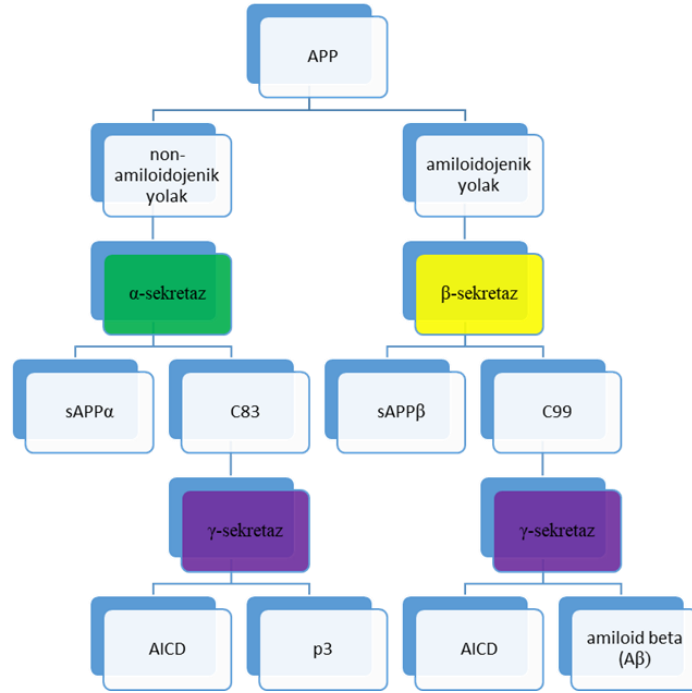 APP
non-
amiloidojenik
yolak
amiloidojenik
yolak
α-sekretaz
β-sekretaz
sAPPα
C83
sAPPβ
C99
γ-sekretaz
γ-sekretaz
AICD
p3
AICD
amiloid beta
(Aβ)